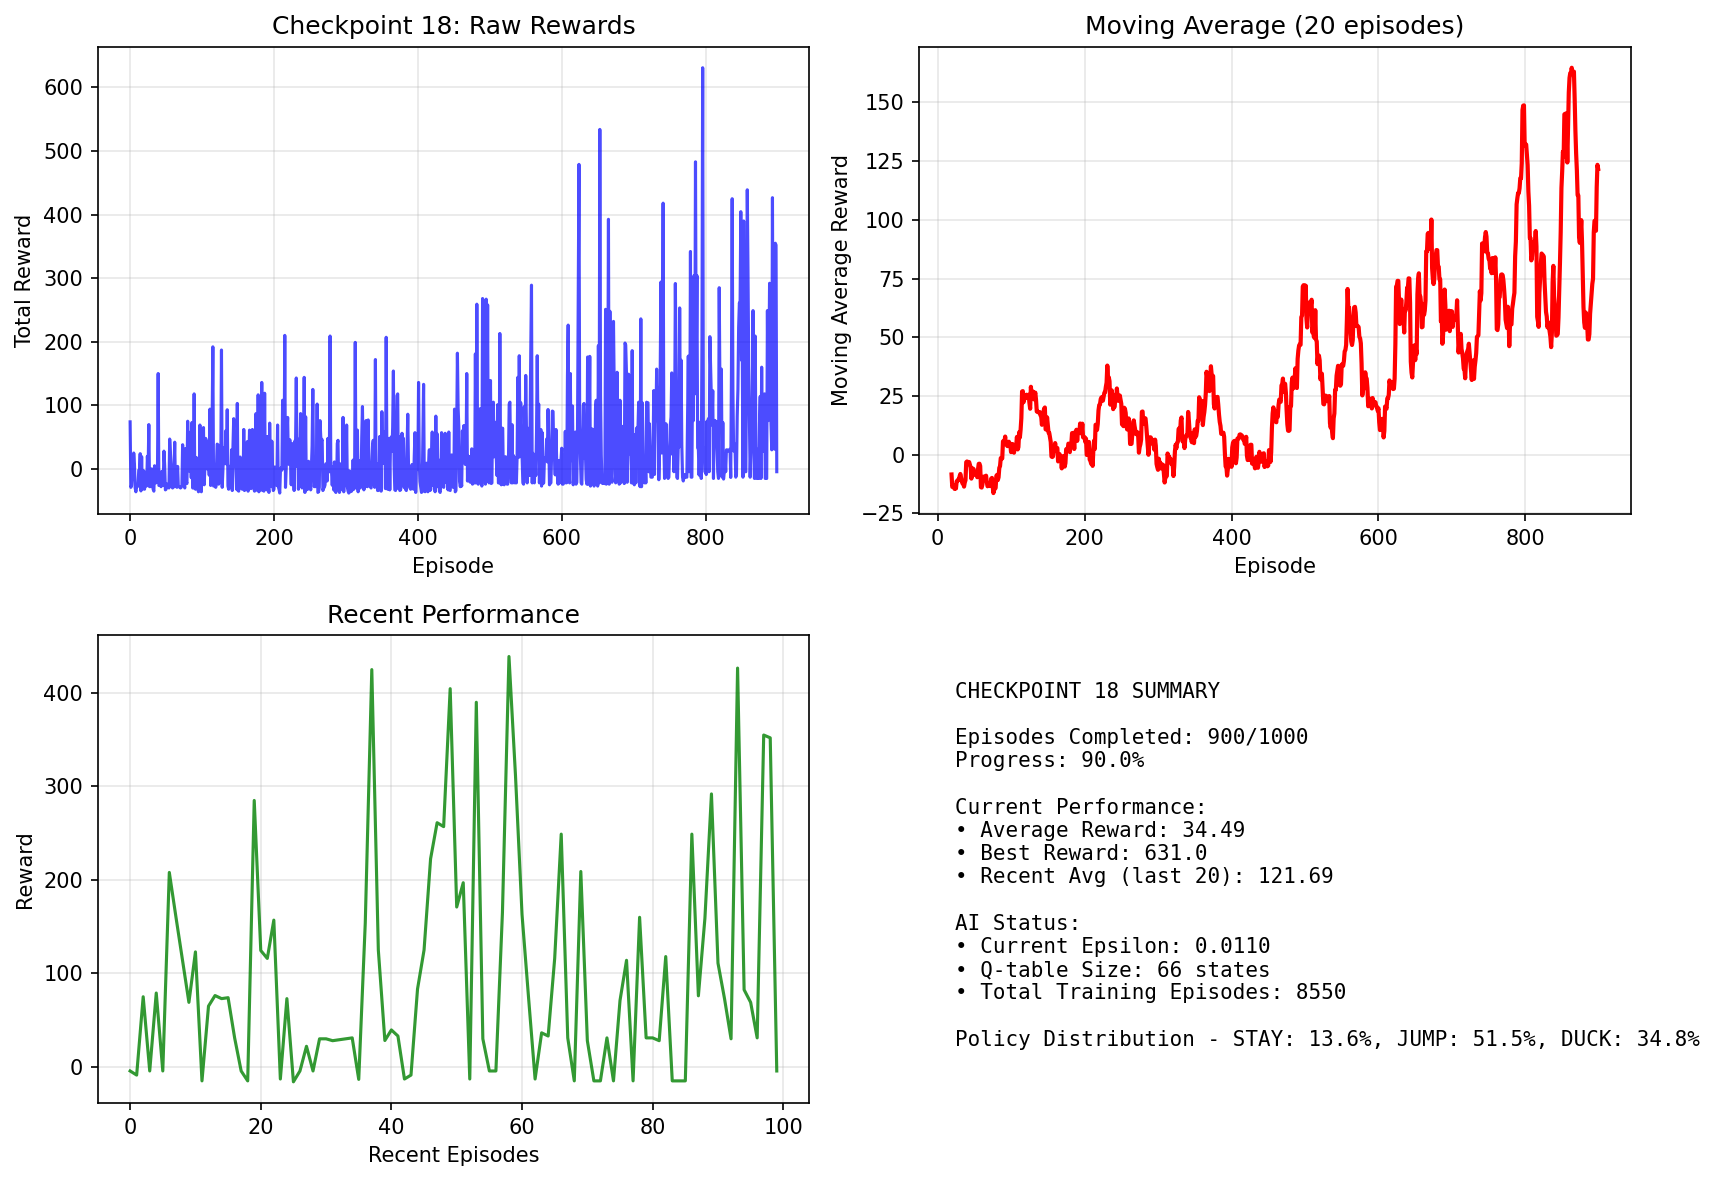 Checkpoint 18: Raw Rewards
600
500
400
300
200
100
0
Total Reward
0 200 400 600 800
Episode
Moving Average (20 episodes)
150
125
100
75
50
25
0
−25
Moving Average Reward
0 200 400 600 800
Episode
Recent Performance
400
300
200
100
0
Reward
0 20 40 60 80 100
Recent Episodes
CHECKPOINT 18 SUMMARY
Episodes Completed: 900/1000
Progress: 90.0%
Current Performance:
• Average Reward: 34.49
• Best Reward: 631.0
• Recent Avg (last 20): 121.69
AI Status:
• Current Epsilon: 0.0110
• Q-table Size: 66 states
• Total Training Episodes: 8550
Policy Distribution - STAY: 13.6%, JUMP: 51.5%, DUCK: 34.8%